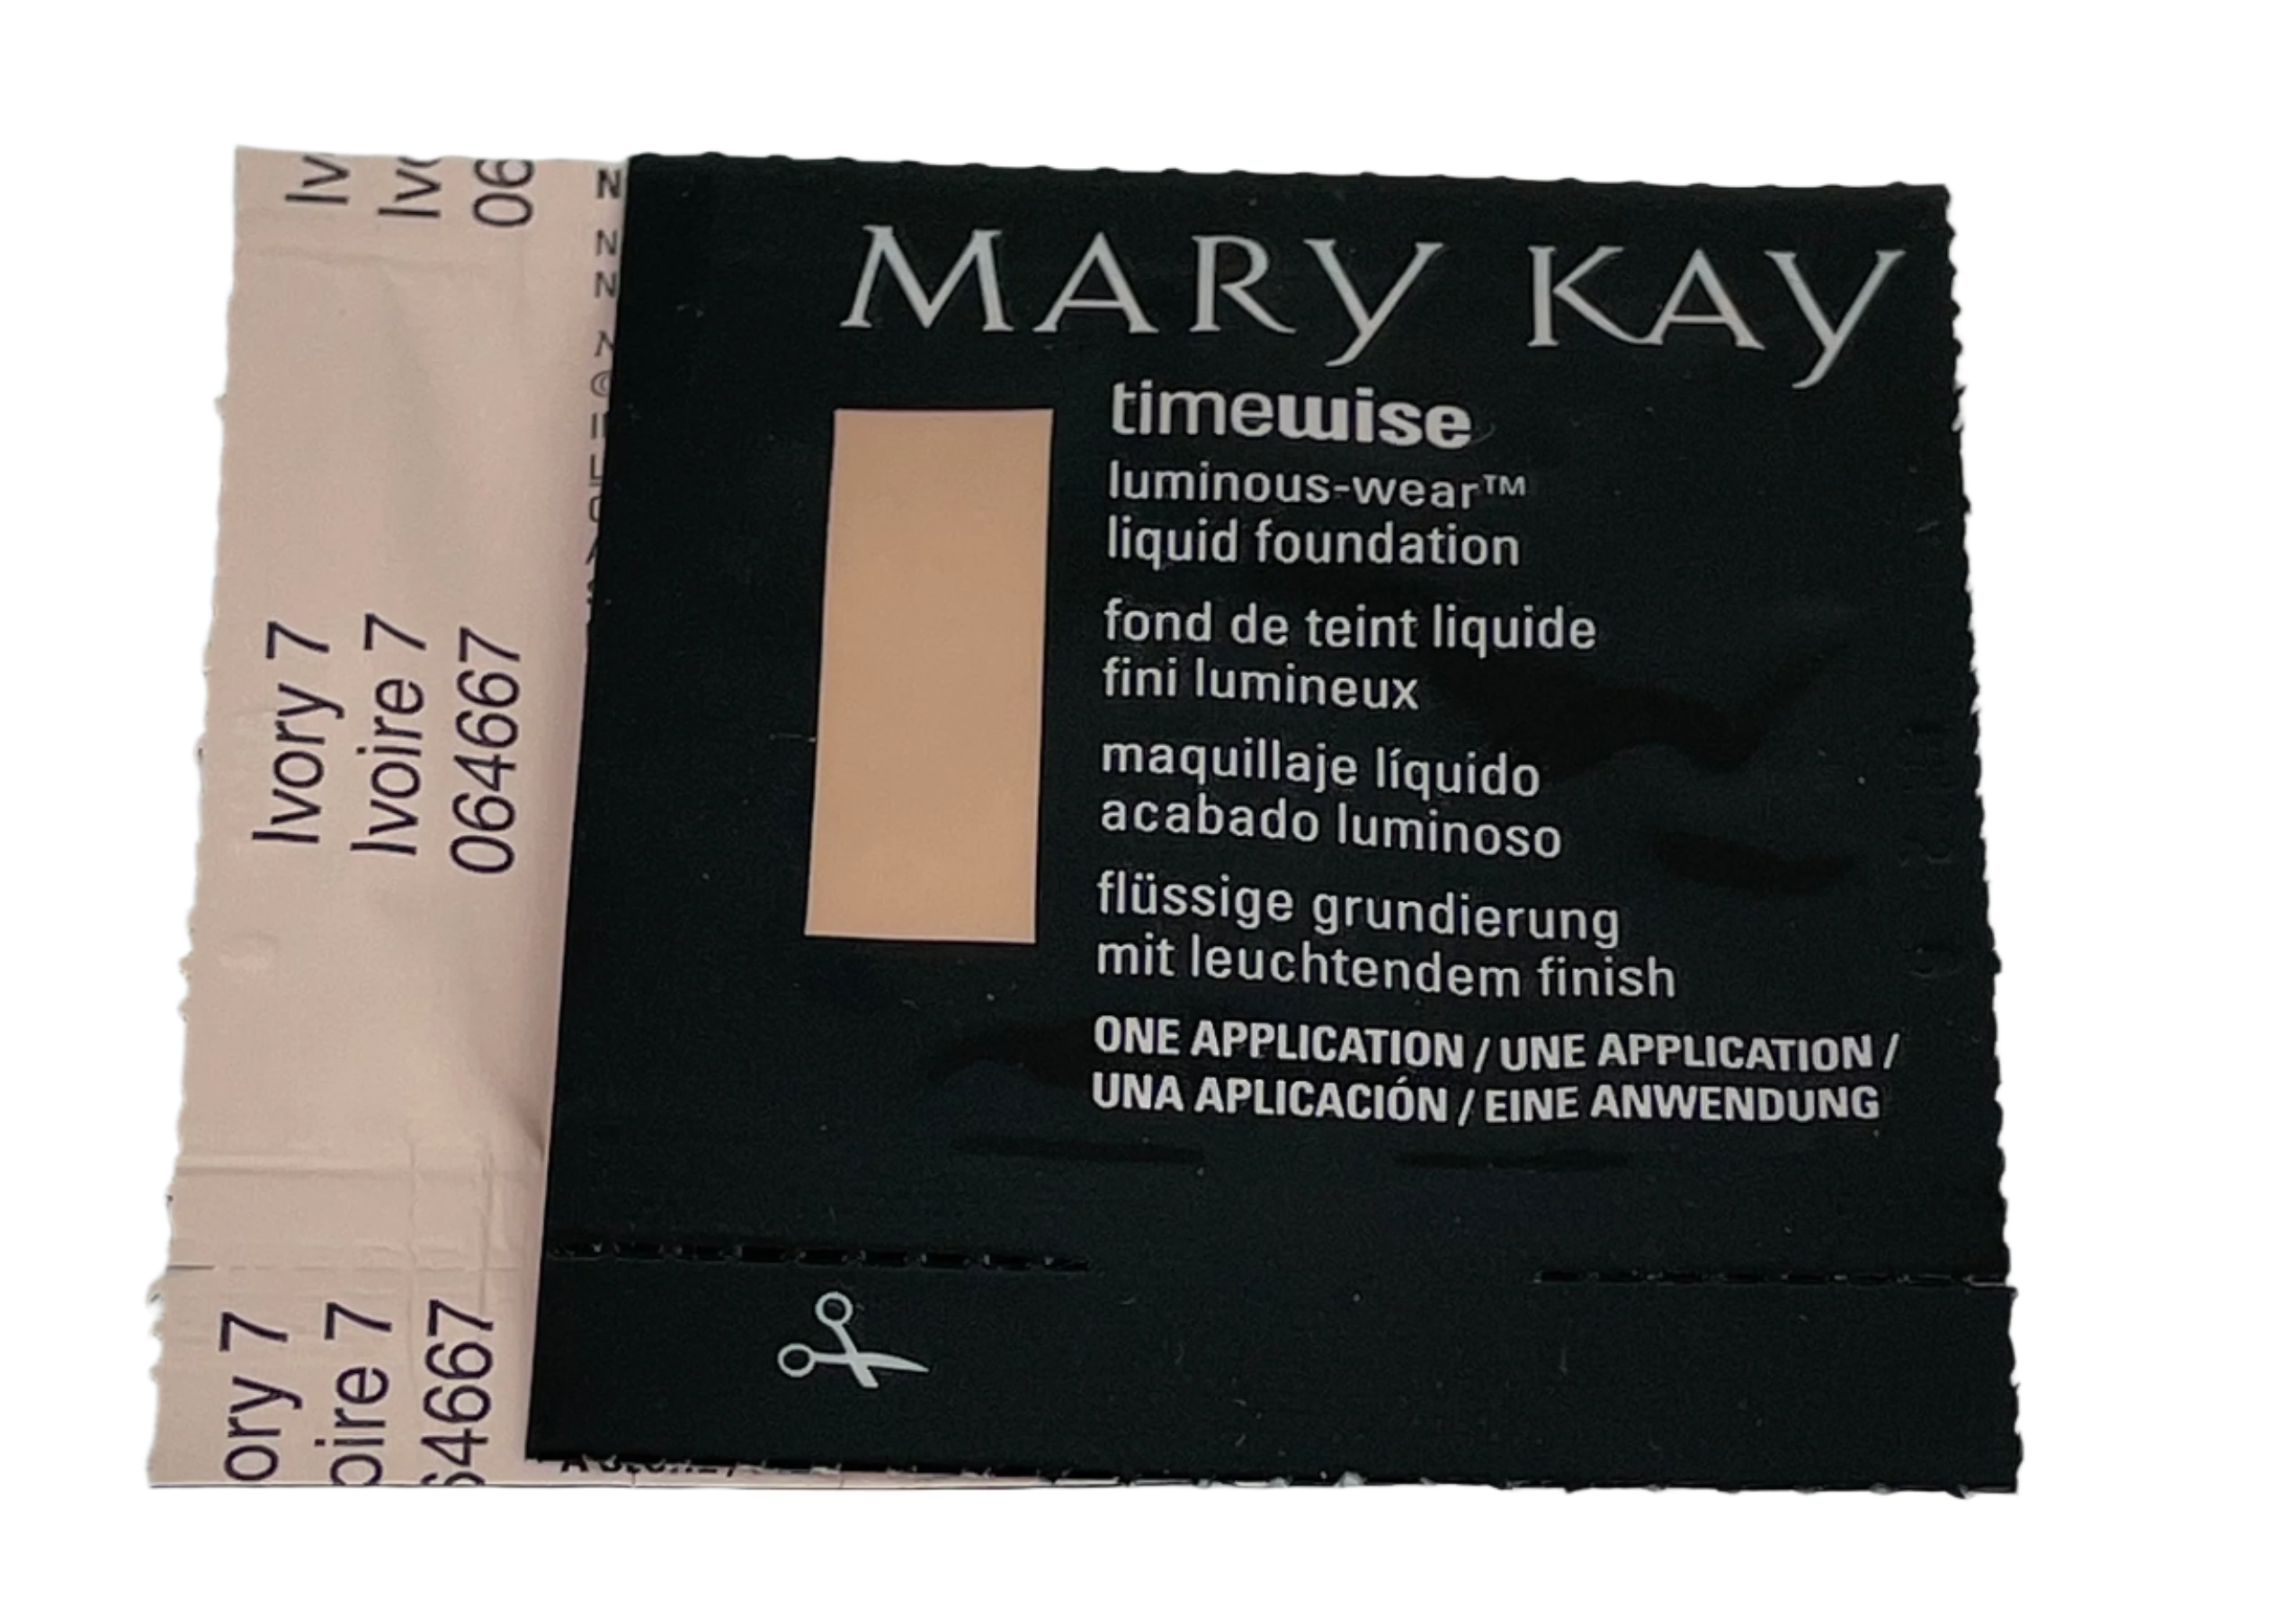 MARY KAY
timewise
luminous-wear™
liquid foundation
fond de teint liquide
fini lumineux
maquillaje líquido
acabado luminoso
flüssige grundierung
mit leuchtendem finish
ONE APPLICATION / UNE APPLICATION /
UNA APLICACIÓN / EINE ANWENDUNG
Ivory 7
Ivoire 7
064667